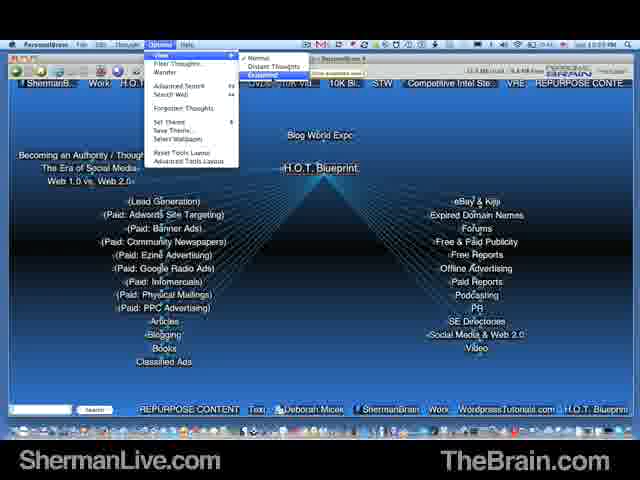 PersonalBrain File Edit Thought Options Help
View
Filter Thoughts...
Wander
Advanced Search
Search Web
Forgotten Thoughts
Set Theme
Save Theme...
Select Wallpaper
Reset Tools Layout
Advanced Tools Layout
Normal
Distant Thoughts
Expanded
PersonalBrain
BRAIN
ShermanB... Work
Competitive Intel Ste... VRE REPURPOSE CONTENT
Blog World Expo
H.O.T. Blueprint
Becoming an Authority / Though
The Era of Social Media
Web 1.0 vs. Web 2.0
(Lead Generation)
(Paid: Adwords Site Targeting)
(Paid: Banner Ads)
(Paid: Community Newspapers)
(Paid: Ezine Advertising)
(Paid: Google Radio Ads)
(Paid: Infomercials)
(Paid: Physical Mailings)
(Paid: PPC Advertising)
Articles
Blogging
Books
Classified Ads
eBay & Kijiji
Expired Domain Names
Forums
Free & Paid Publicity
Free Reports
Offline Advertising
Paid Reports
Podcasting
PR
SE Directories
Social Media & Web 2.0
Video
Search
REPURPOSE CONTENT Text Deborah Micek ShermanBrain Work WordpressTutorials.com H.O.T. Blueprint
ShermanLive.com
TheBrain.com